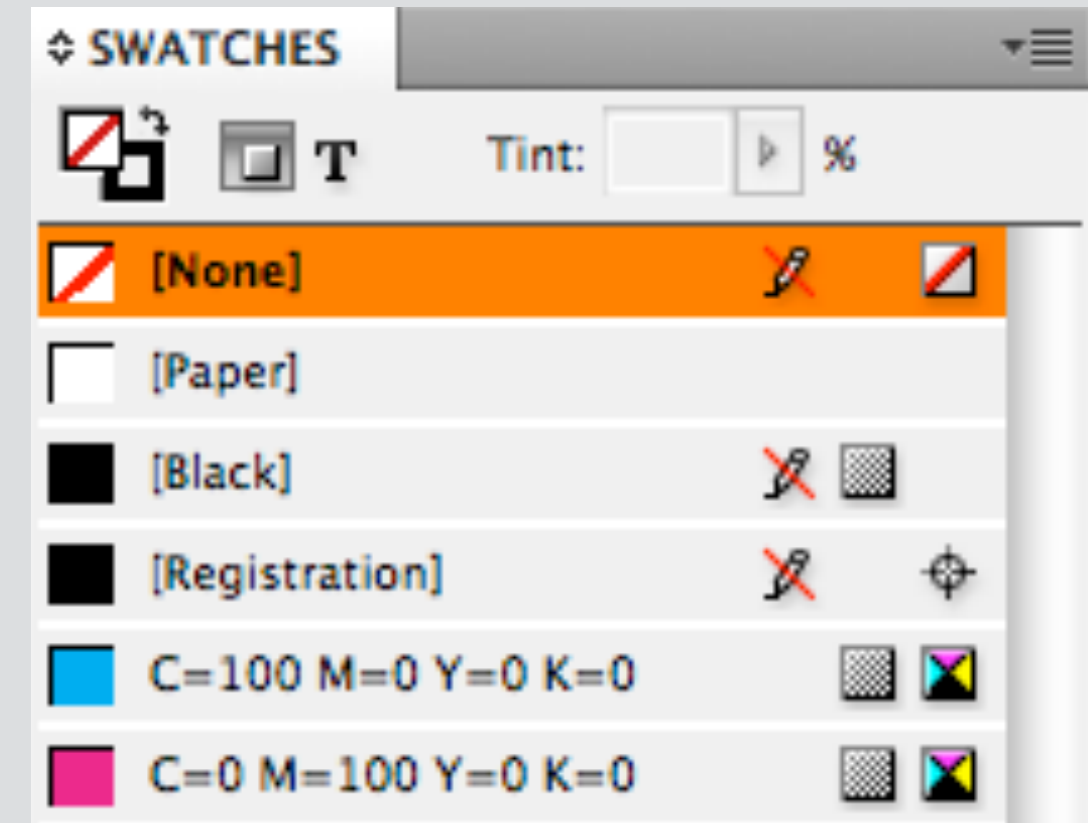 SWATCHES
T Tint: %
[None]
[Paper]
[Black]
[Registration]
C=100 M=0 Y=0 K=0
C=0 M=100 Y=0 K=0